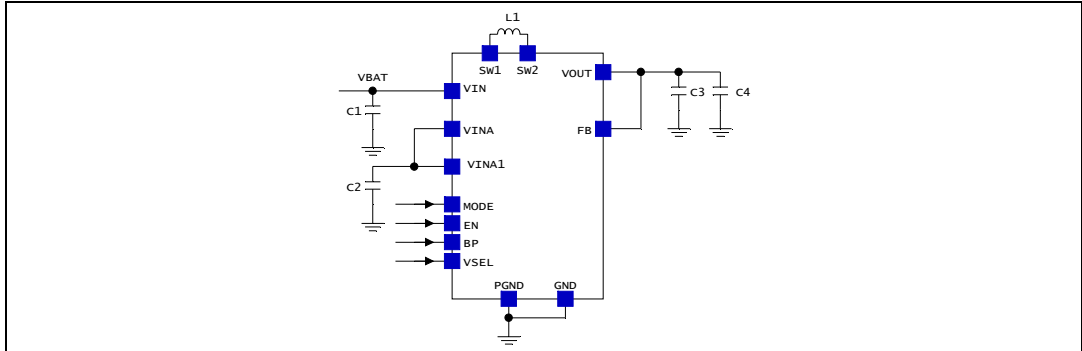 L1
SW1 SW2
VBAT
VOUT
VIN
C1
C3 C4
VINA
FB
VINA1
C2
MODE
EN
BP
VSEL
PGND GND